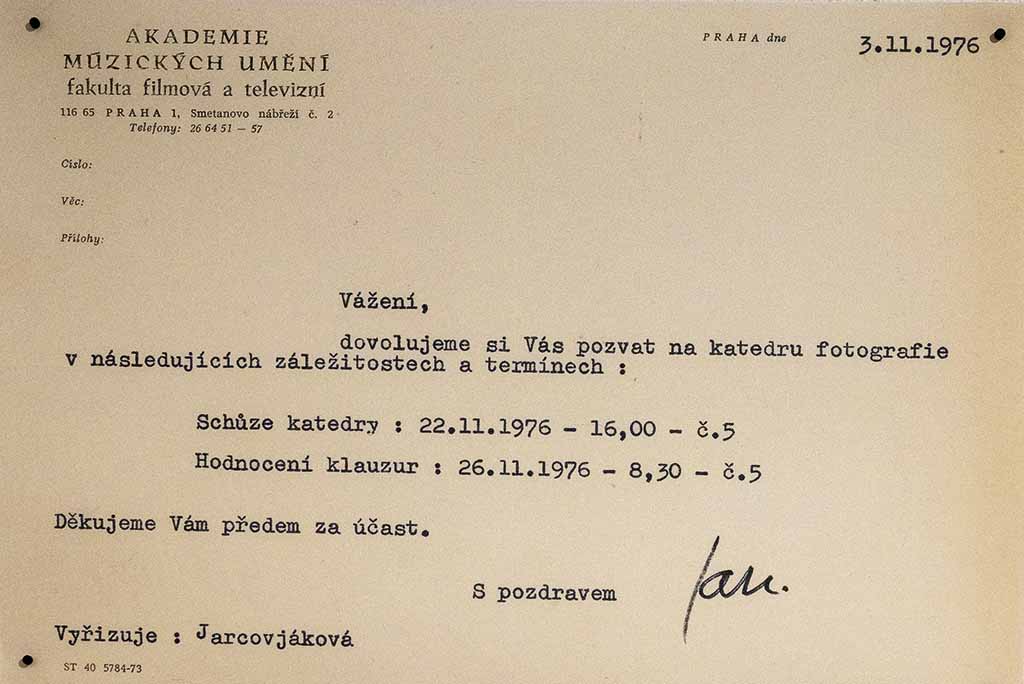 AKADEMIE
MÚZICKÝCH UMĚNÍ
fakulta filmová a televizní
116 65 PRAHA 1, Smetanovo nábřeží č. 2
Telefony: 26 64 51 — 57
PRAHA dne 3.11.1976
Číslo:
Věc:
Přílohy:
Vážení,
dovolujeme si Vás pozvat na katedru fotografie
v následujících záležitostech a termínech :
Schůze katedry : 22.11.1976 - 16,00 - č.5
Hodnocení klauzur : 26.11.1976 - 8,30 - č.5
Děkujeme Vám předem za účast.
S pozdravem
Vyřizuje : Jarcovjáková
ST 40 5784-73